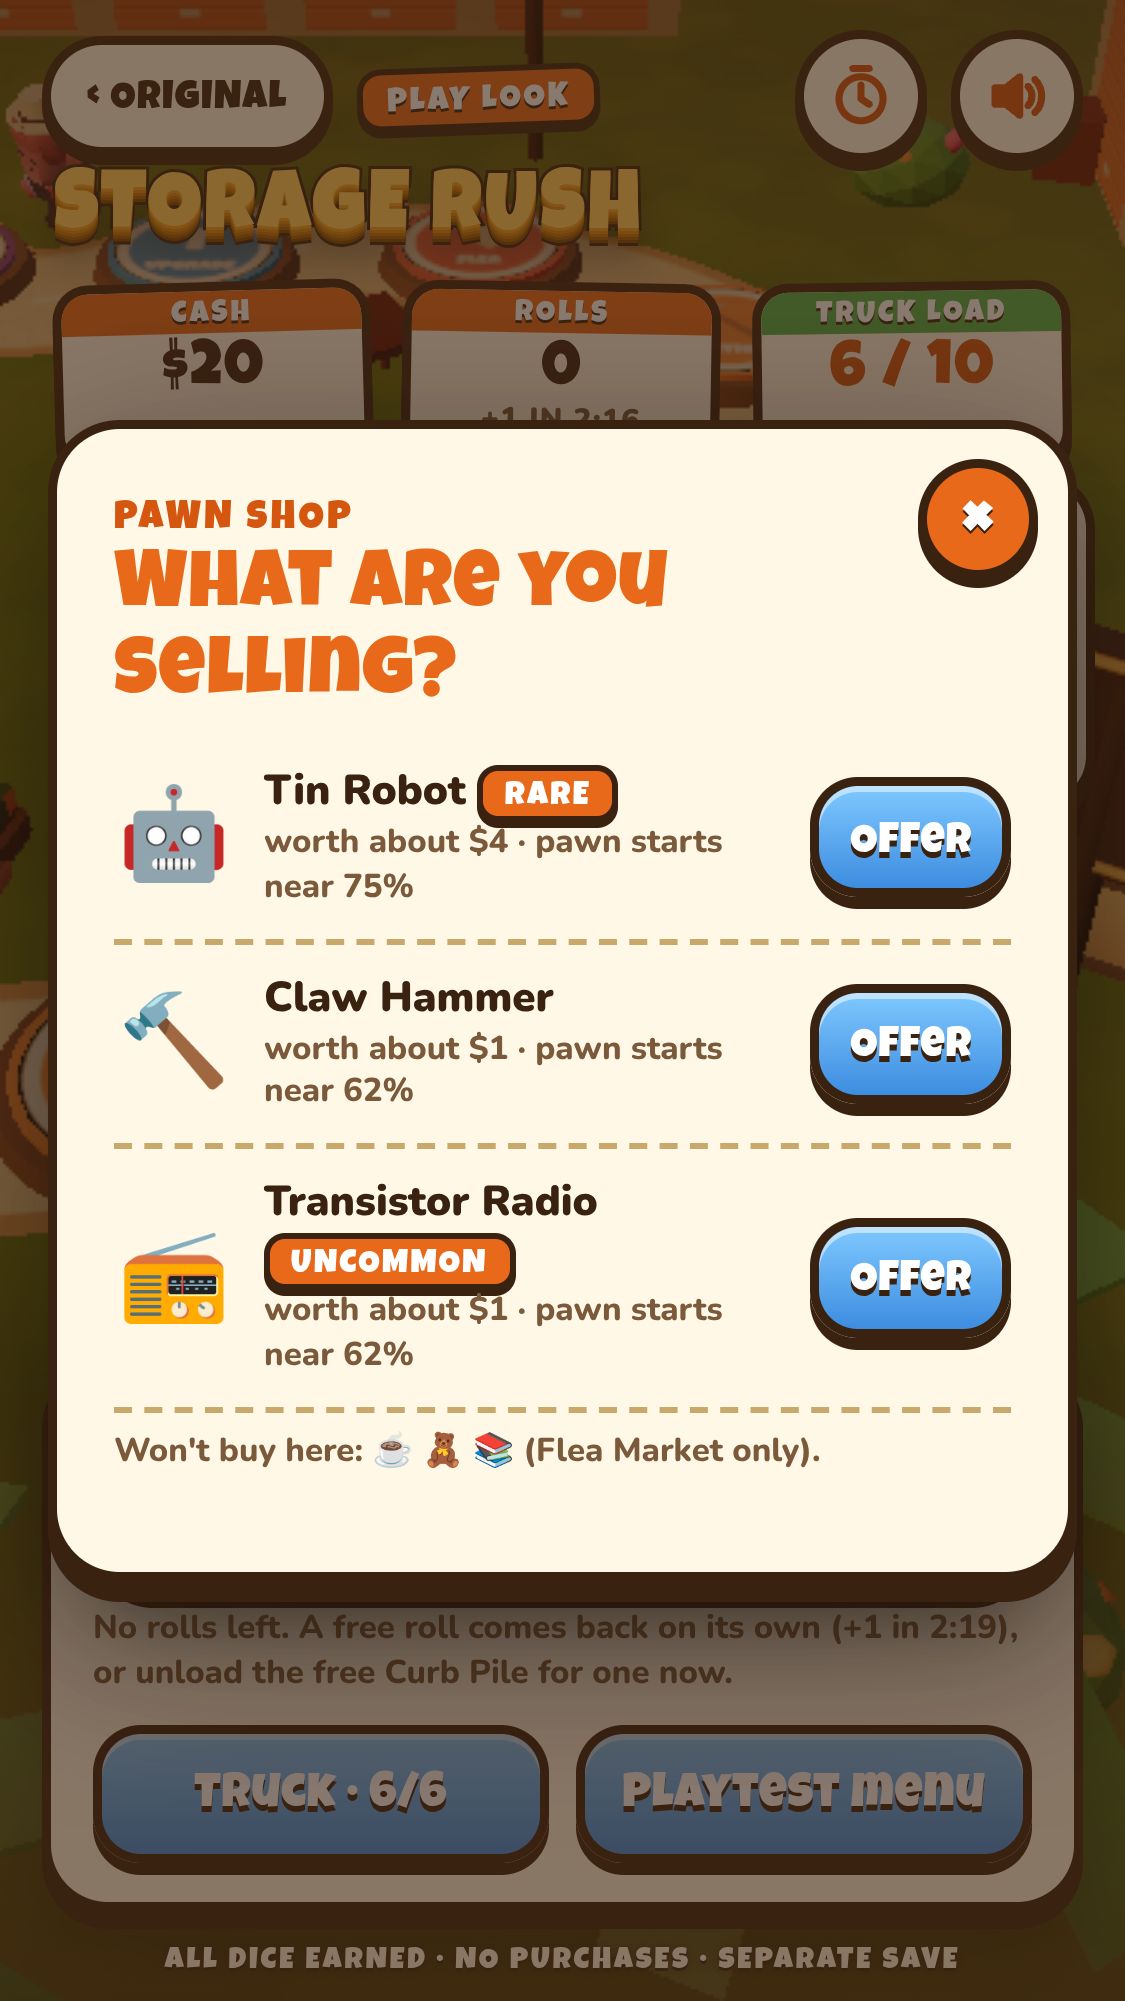 ‹ ORIGINAL
PLAY LOOK
STORAGE RUSH
CASH
$20
ROLLS
0
+1 IN 2:16
TRUCK LOAD
6 / 10
PAWN SHOP
WHAT ARE YOU
SELLING?
Tin Robot RARE
worth about $4 · pawn starts
near 75%
OFFER
Claw Hammer
worth about $1 · pawn starts
near 62%
OFFER
Transistor Radio
UNCOMMON
worth about $1 · pawn starts
near 62%
OFFER
Won't buy here: ☕ 🧸 📚 (Flea Market only).
No rolls left. A free roll comes back on its own (+1 in 2:19),
or unload the free Curb Pile for one now.
TRUCK · 6/6
PLAYTEST MENU
ALL DICE EARNED · NO PURCHASES · SEPARATE SAVE